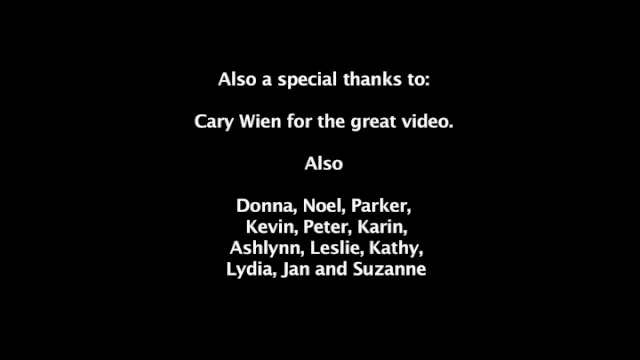 Also a special thanks to:
Cary Wien for the great video.
Also
Donna, Noel, Parker,
Kevin, Peter, Karin,
Ashlynn, Leslie, Kathy,
Lydia, Jan and Suzanne